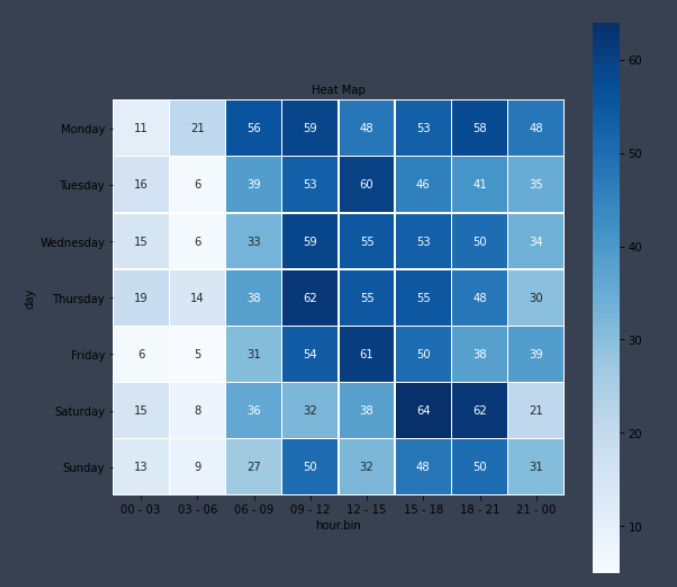 Heat Map
Monday 11 21 56 59 48 53 58 48
Tuesday 16 6 39 53 60 46 41 35
Wednesday 15 6 33 59 55 53 50 34
Thursday 19 14 38 62 55 55 48 30
Friday 6 5 31 54 61 50 38 39
Saturday 15 8 36 32 38 64 62 21
Sunday 13 9 27 50 32 48 50 31
00 - 03 03 - 06 06 - 09 09 - 12 12 - 15 15 - 18 18 - 21 21 - 00
hour.bin
day
60
50
40
30
20
10